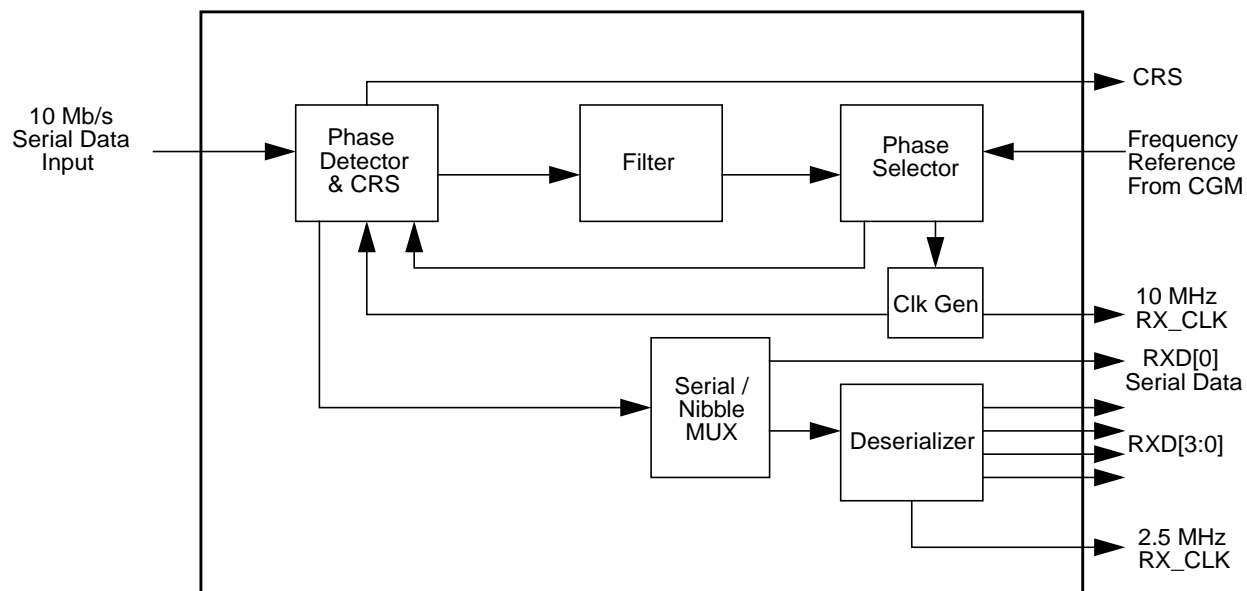 CRS
10 Mb/s
Serial Data
Input
Phase
Detector
& CRS
Filter
Phase
Selector
Frequency
Reference
From CGM
Clk Gen
10 MHz
RX_CLK
RXD[0]
Serial Data
Serial /
Nibble
MUX
Deserializer
RXD[3:0]
2.5 MHz
RX_CLK